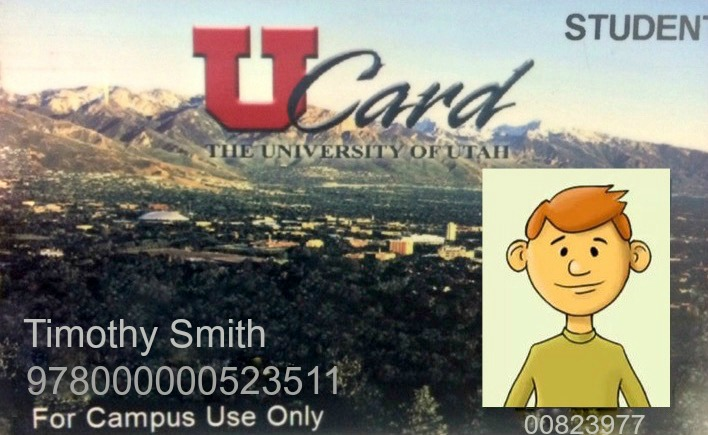 STUDENT
U Card
THE UNIVERSITY OF UTAH
Timothy Smith
978000000523511
For Campus Use Only
00823977